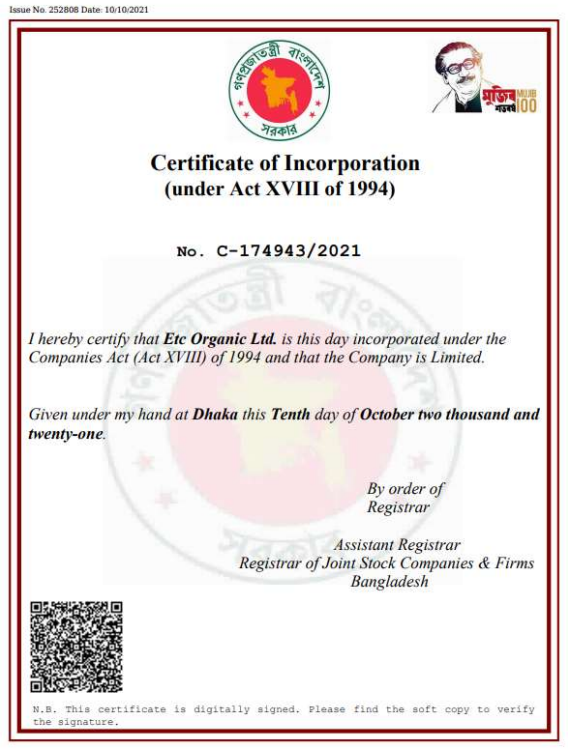 Issue No. 252808 Date: 10/10/2021
গণপ্রজাতন্ত্রী বাংলাদেশ
সরকার
মুজিব MUJIB
শতবর্ষ 100
Certificate of Incorporation
(under Act XVIII of 1994)
No. C-174943/2021
I hereby certify that Etc Organic Ltd. is this day incorporated under the
Companies Act (Act XVIII) of 1994 and that the Company is Limited.
Given under my hand at Dhaka this Tenth day of October two thousand and
twenty-one.
By order of
Registrar
Assistant Registrar
Registrar of Joint Stock Companies & Firms
Bangladesh
N.B. This certificate is digitally signed. Please find the soft copy to verify
the signature.